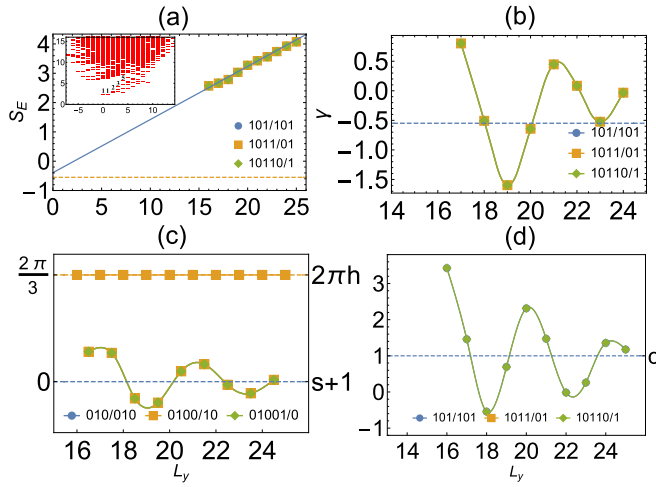 (a)
(b)
4
3
2
1
0
−1
S_E
15
10
5
0
−5 0 5 10
1 1 2
101/101
1011/01
10110/1
0 5 10 15 20 25
0.5
0.0
−0.5
−1.0
−1.5
γ
101/101
1011/01
10110/1
14 16 18 20 22 24
(c)
(d)
2 π
3
0
2πh
s+1
010/010 0100/10 01001/0
16 18 20 22 24
L_y
3
2
1
0
−1
c
101/101 1011/01 10110/1
14 16 18 20 22 24
L_y